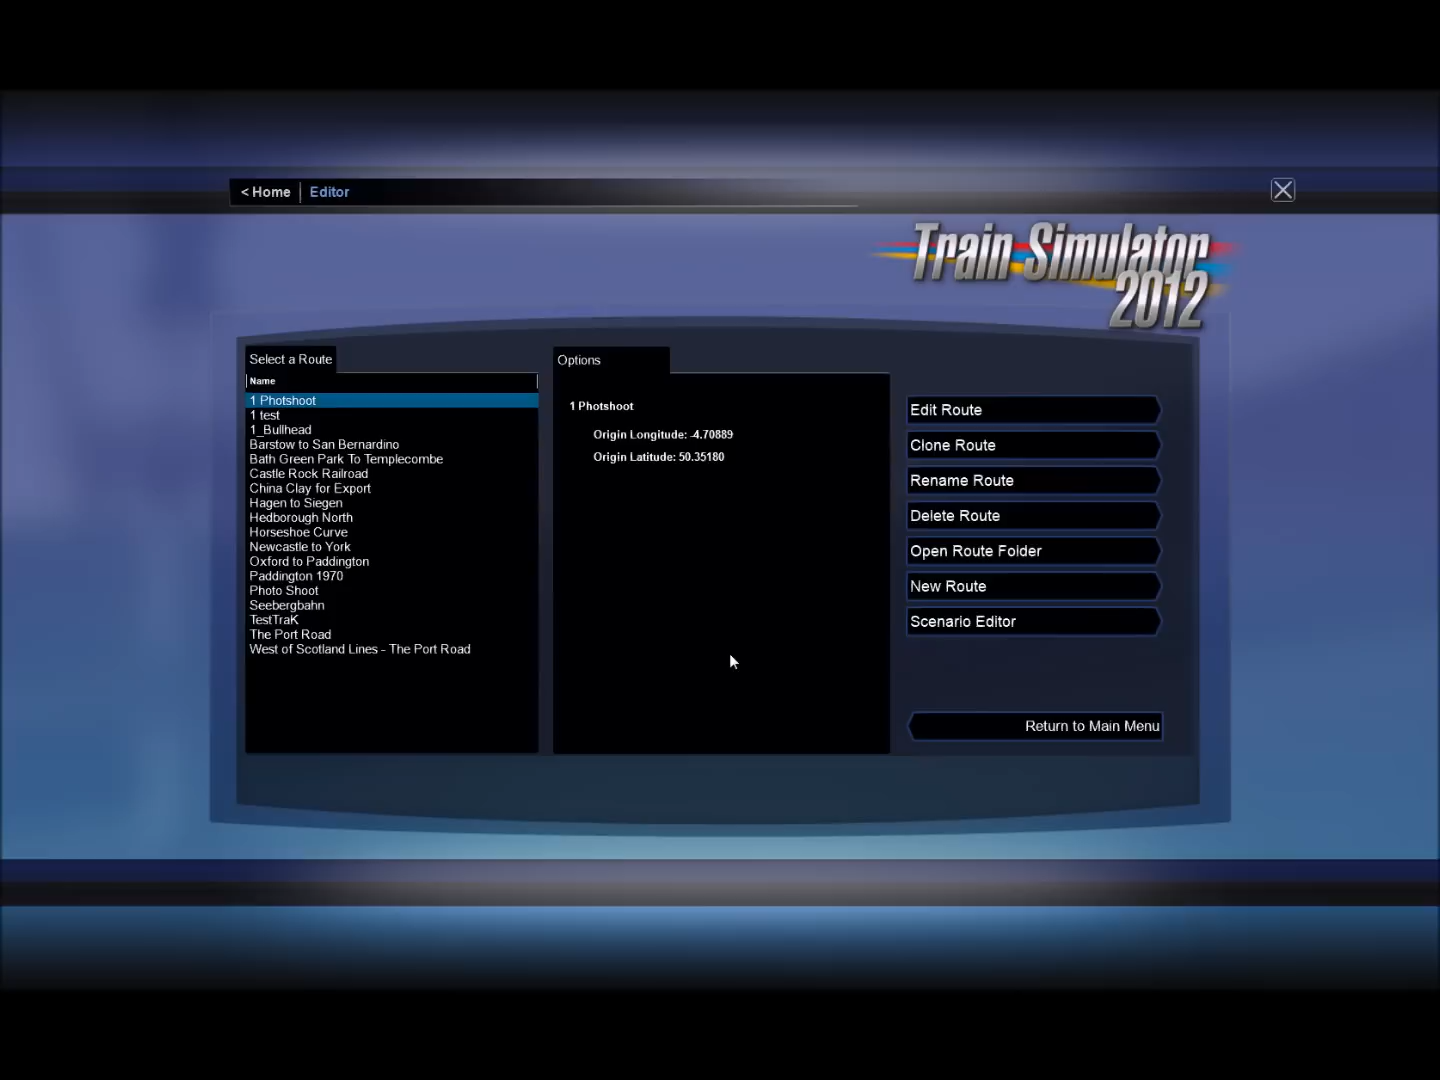 < Home | Editor
Train Simulator
2012
Select a Route
Name
1 Photshoot
1 test
1_Bullhead
Barstow to San Bernardino
Bath Green Park To Templecombe
Castle Rock Railroad
China Clay for Export
Hagen to Siegen
Hedborough North
Horseshoe Curve
Newcastle to York
Oxford to Paddington
Paddington 1970
Photo Shoot
Seebergbahn
TestTraK
The Port Road
West of Scotland Lines - The Port Road
Options
1 Photshoot
Origin Longitude: -4.70889
Origin Latitude: 50.35180
Edit Route
Clone Route
Rename Route
Delete Route
Open Route Folder
New Route
Scenario Editor
Return to Main Menu